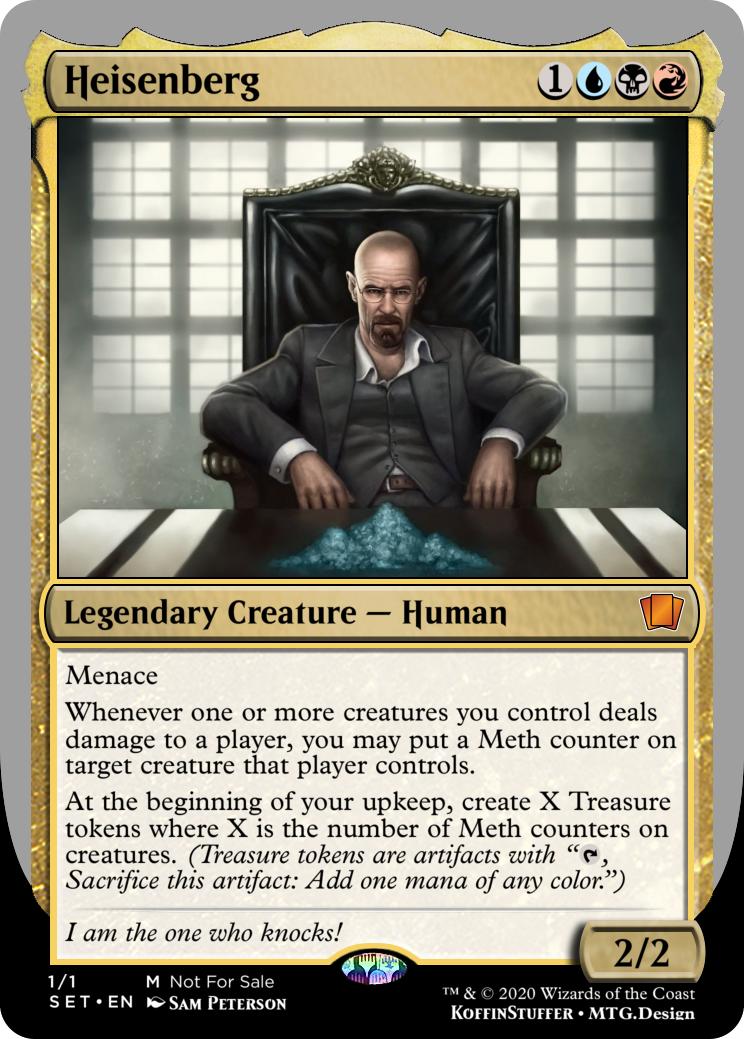 Heisenberg 1
Legendary Creature — Human
Menace
Whenever one or more creatures you control deals
damage to a player, you may put a Meth counter on
target creature that player controls.
At the beginning of your upkeep, create X Treasure
tokens where X is the number of Meth counters on
creatures. (Treasure tokens are artifacts with “ ,
Sacrifice this artifact: Add one mana of any color.”)
I am the one who knocks!
2/2
1/1 M Not For Sale
SET • EN Sam Peterson
™ & © 2020 Wizards of the Coast
KoffinStuffer • MTG.Design